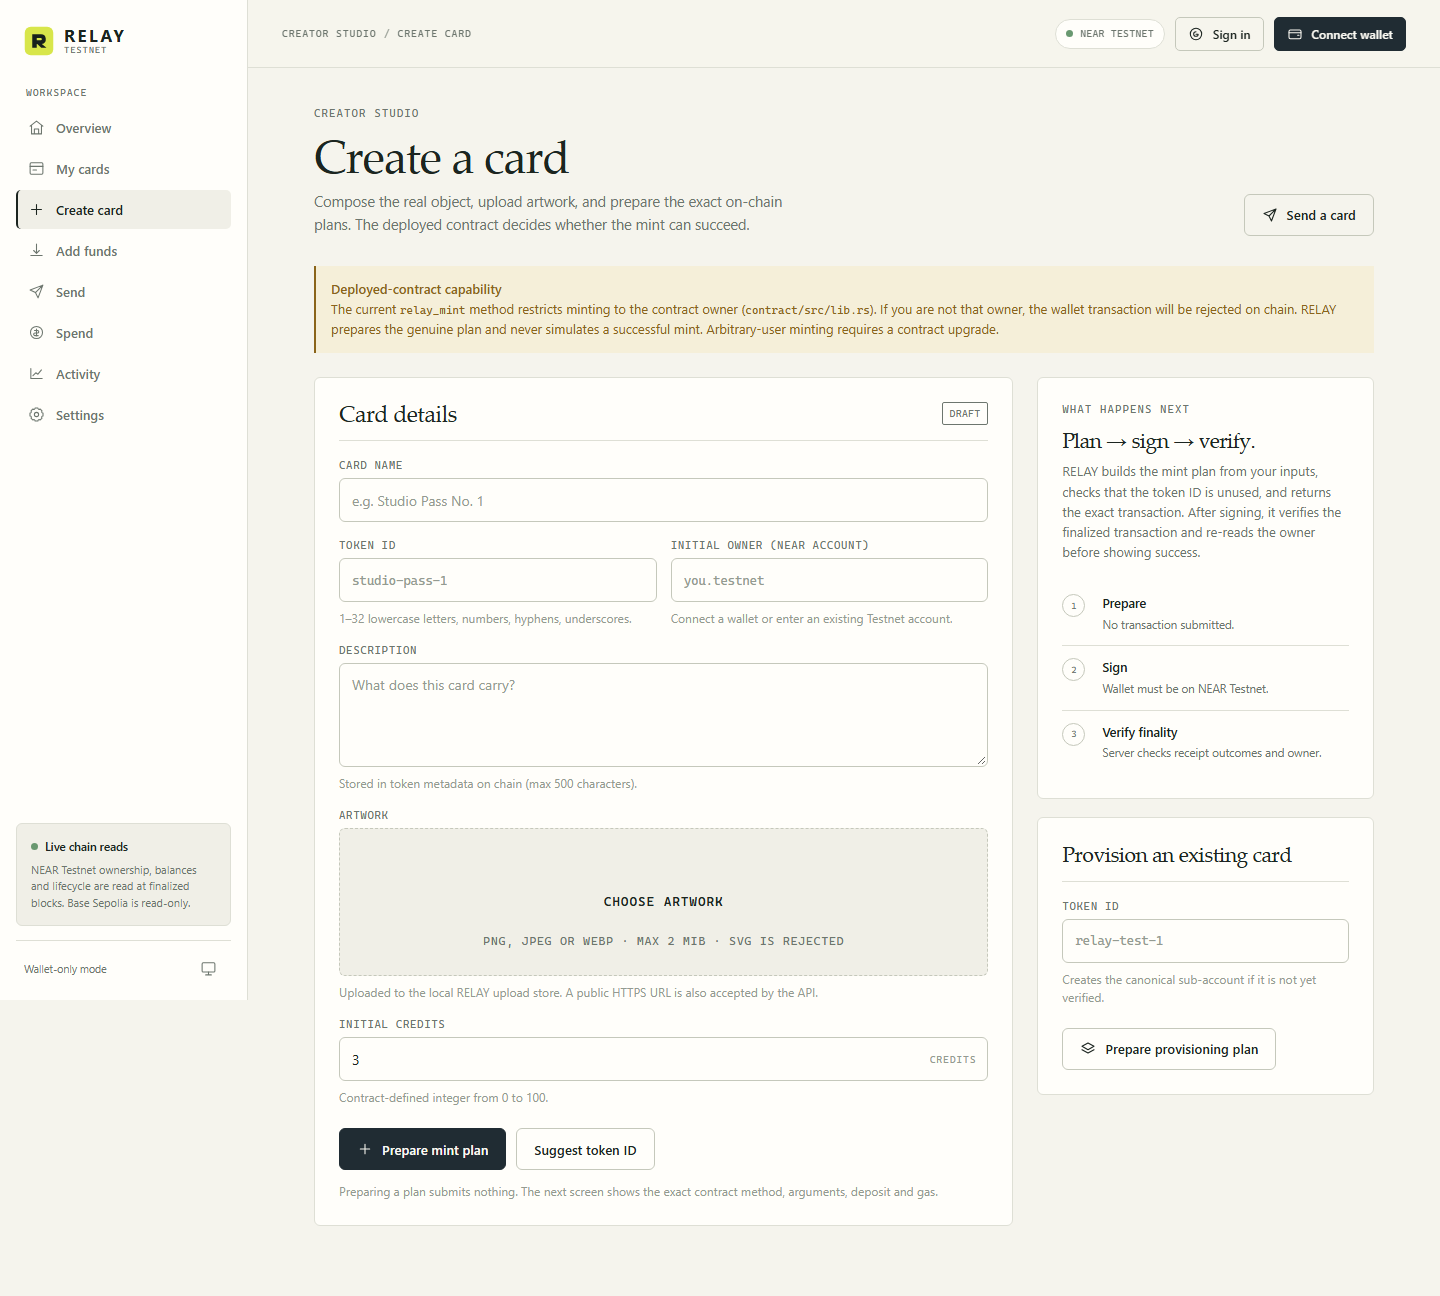 RELAY
TESTNET
WORKSPACE
Overview
My cards
Create card
Add funds
Send
Spend
Activity
Settings
Live chain reads
NEAR Testnet ownership, balances
and lifecycle are read at finalized
blocks. Base Sepolia is read-only.
Wallet-only mode
CREATOR STUDIO / CREATE CARD
NEAR TESTNET
Sign in
Connect wallet
CREATOR STUDIO
Create a card
Compose the real object, upload artwork, and prepare the exact on-chain
plans. The deployed contract decides whether the mint can succeed.
Send a card
Deployed-contract capability
The current relay_mint method restricts minting to the contract owner (contract/src/lib.rs). If you are not that owner, the wallet transaction will be rejected on chain. RELAY
prepares the genuine plan and never simulates a successful mint. Arbitrary-user minting requires a contract upgrade.
Card details
DRAFT
CARD NAME
e.g. Studio Pass No. 1
TOKEN ID
studio-pass-1
1–32 lowercase letters, numbers, hyphens, underscores.
INITIAL OWNER (NEAR ACCOUNT)
you.testnet
Connect a wallet or enter an existing Testnet account.
DESCRIPTION
What does this card carry?
Stored in token metadata on chain (max 500 characters).
ARTWORK
CHOOSE ARTWORK
PNG, JPEG OR WEBP · MAX 2 MIB · SVG IS REJECTED
Uploaded to the local RELAY upload store. A public HTTPS URL is also accepted by the API.
INITIAL CREDITS
3
CREDITS
Contract-defined integer from 0 to 100.
Prepare mint plan
Suggest token ID
Preparing a plan submits nothing. The next screen shows the exact contract method, arguments, deposit and gas.
WHAT HAPPENS NEXT
Plan → sign → verify.
RELAY builds the mint plan from your inputs,
checks that the token ID is unused, and returns
the exact transaction. After signing, it verifies the
finalized transaction and re-reads the owner
before showing success.
1
Prepare
No transaction submitted.
2
Sign
Wallet must be on NEAR Testnet.
3
Verify finality
Server checks receipt outcomes and owner.
Provision an existing card
TOKEN ID
relay-test-1
Creates the canonical sub-account if it is not yet
verified.
Prepare provisioning plan